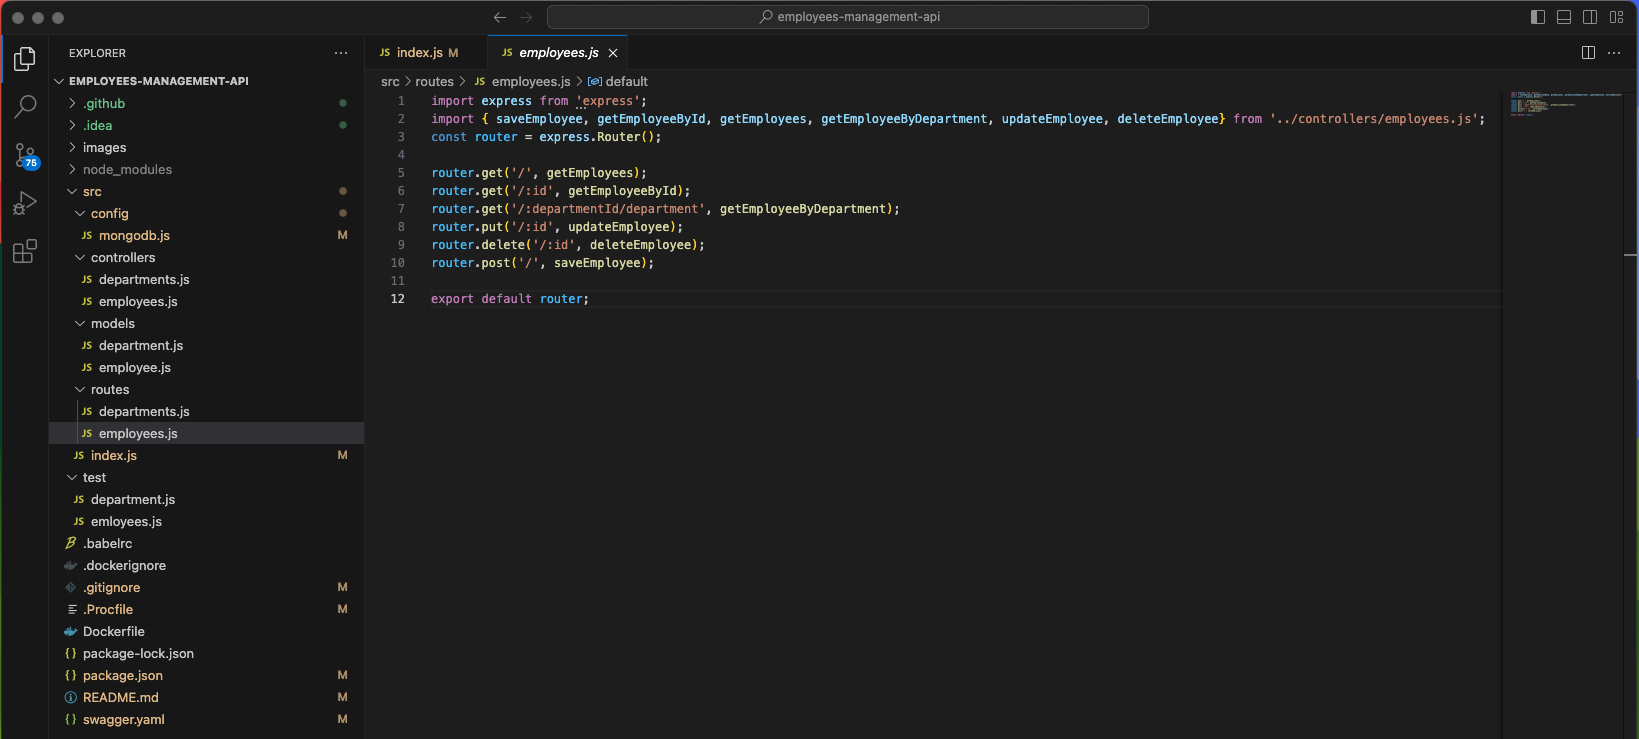 employees-management-api
EXPLORER
EMPLOYEES-MANAGEMENT-API
.github
.idea
images
node_modules
src
config
JS mongodb.js M
controllers
JS departments.js
JS employees.js
models
JS department.js
JS employee.js
routes
JS departments.js
JS employees.js
JS index.js M
test
JS department.js
JS emloyees.js
.babelrc
.dockerignore
.gitignore M
.Procfile M
Dockerfile
{} package-lock.json
{} package.json M
README.md M
{} swagger.yaml M
75
JS index.js M
JS employees.js
src > routes > JS employees.js > default
1 import express from 'express';
2 import { saveEmployee, getEmployeeById, getEmployees, getEmployeeByDepartment, updateEmployee, deleteEmployee} from '../controllers/employees.js';
3 const router = express.Router();
4
5 router.get('/', getEmployees);
6 router.get('/:id', getEmployeeById);
7 router.get('/:departmentId/department', getEmployeeByDepartment);
8 router.put('/:id', updateEmployee);
9 router.delete('/:id', deleteEmployee);
10 router.post('/', saveEmployee);
11
12 export default router;